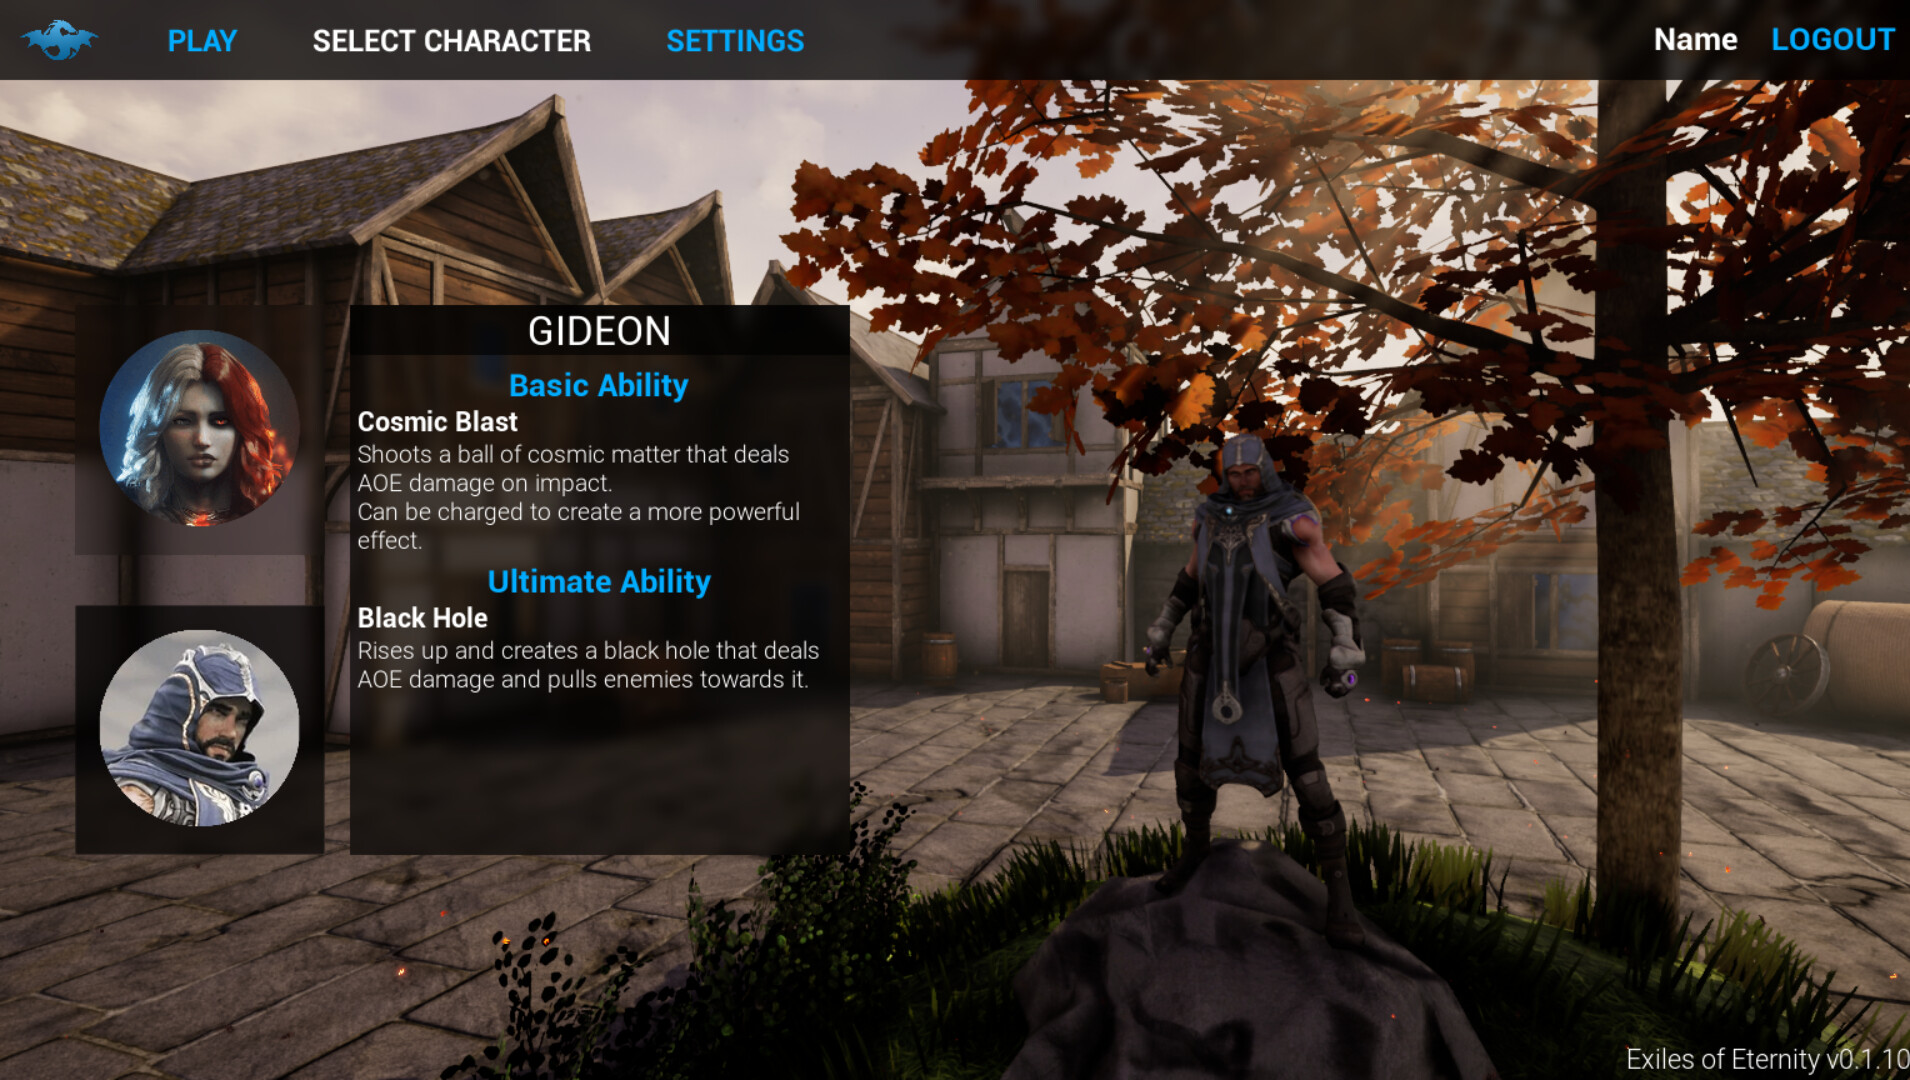 PLAY
SELECT CHARACTER
SETTINGS
Name
LOGOUT
GIDEON
Basic Ability
Cosmic Blast
Shoots a ball of cosmic matter that deals
AOE damage on impact.
Can be charged to create a more powerful
effect.
Ultimate Ability
Black Hole
Rises up and creates a black hole that deals
AOE damage and pulls enemies towards it.
Exiles of Eternity v0.1.10